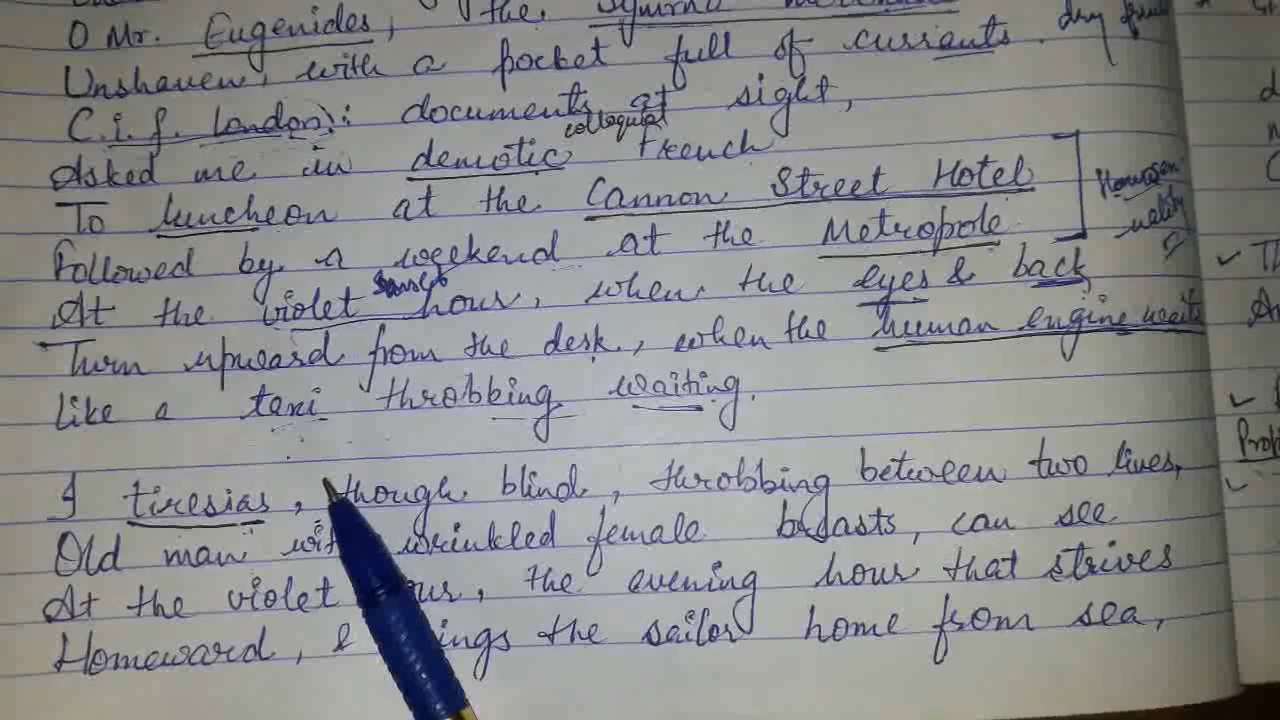 O Mr. Eugenides, the
Unshaven, with a pocket full of currants. dry
C.i.f. London: documents at sight,
colloquial
Asked me in demotic French
To luncheon at the Cannon Street Hotel
Followed by a weekend at the Metropole.
sunset
At the violet hour, when the eyes & back
Turn upward from the desk, when the human engine waits
Like a taxi throbbing waiting.
I tiresias, though blind, throbbing between two lives,
Old man with wrinkled female breasts, can see
At the violet hour, the evening hour that strives
Homeward, & brings the sailor home from sea,